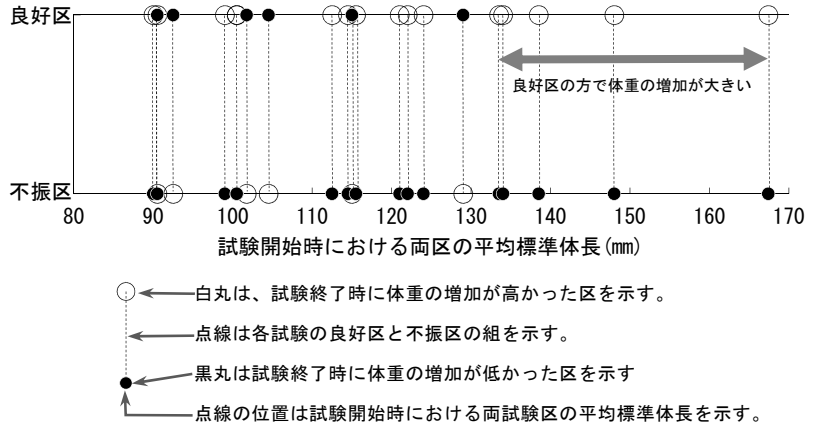 良好区
良好区の方で体重の増加が大きい
不振区
80 90 100 110 120 130 140 150 160 170
試験開始時における両区の平均標準体長(mm)
白丸は、試験終了時に体重の増加が高かった区を示す。
点線は各試験の良好区と不振区の組を示す。
黒丸は試験終了時に体重の増加が低かった区を示す
点線の位置は試験開始時における両試験区の平均標準体長を示す。